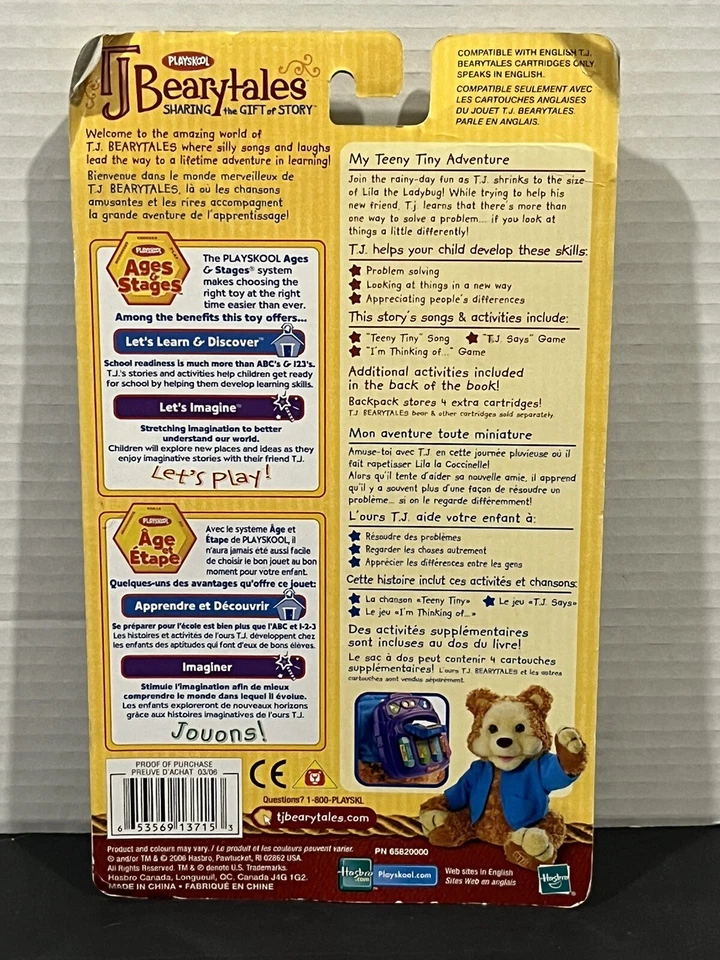 PLAYSKOOL
TJ Bearytales™
SHARING the GIFT of STORY™
COMPATIBLE WITH ENGLISH T.J.
BEARYTALES CARTRIDGES ONLY
SPEAKS IN ENGLISH.
COMPATIBLE SEULEMENT AVEC
LES CARTOUCHES ANGLAISES
DU JOUET T.J. BEARYTALES.
PARLE EN ANGLAIS.
Welcome to the amazing world of
T.J. BEARYTALES where silly songs and laughs
lead the way to a lifetime adventure in learning!
Bienvenue dans le monde merveilleux de
T.J. BEARYTALES, là où les chansons
amusantes et les rires accompagnent
la grande aventure de l'apprentissage!
PLAYSKOOL
Ages
&
Stages
The PLAYSKOOL Ages
& Stages® system
makes choosing the
right toy at the right
time easier than ever.
Among the benefits this toy offers...
Let's Learn & Discover™
School readiness is much more than ABC's & 123's.
T.J.'s stories and activities help children get ready
for school by helping them develop learning skills.
Let's Imagine™
Stretching imagination to better
understand our world.
Children will explore new places and ideas as they
enjoy imaginative stories with their friend T.J.
Let's play!
PLAYSKOOL
Âge
et
Étape
Avec le systeme Âge et
Étape de PLAYSKOOL, il
n'aura jamais été aussi facile
de choisir le bon jouet au bon
moment pour votre enfant.
Quelques-uns des avantages qu'offre ce jouet:
Apprendre et Découvrir
Se préparer pour l'école est bien plus que l'ABC et 1-2-3
Les histoires et activités de l'ours T.J. développent chez
les enfants des aptitudes qui font d'eux de bons élèves.
Imaginer
Stimule l'imagination afin de mieux
comprendre le monde dans lequel il évolue.
Les enfants exploreront de nouveaux horizons
grâce aux histoires imaginatives de l'ours T.J.
Jouons!
My Teeny Tiny Adventure
Join the rainy-day fun as T.J. shrinks to the size
of Lila the Ladybug! While trying to help his
new friend, T.j. learns that there's more than
one way to solve a problem... if you look at
things a little differently!
T.J. helps your child develop these skills:
Problem solving
Looking at things in a new way
Appreciating people's differences
This story's songs & activities include:
"Teeny Tiny" Song
"T.J. Says" Game
"I'm Thinking of..." Game
Additional activities included
in the back of the book!
Backpack stores 4 extra cartridges!
T.J. BEARYTALES bear & other cartridges sold separately.
Mon aventure toute miniature
Amuse-toi avec T.J. en cette journée pluvieuse où il
fait rapetisser Lila la Coccinelle!
Alors qu'il tente d'aider sa nouvelle amie, il apprend
qu'il y a souvent plus d'une façon de résoudre un
problème... si on le regarde différemment!
L'ours T.J. aide votre enfant à:
Résoudre des problèmes
Regarder les choses autrement
Apprécier les différences entre les gens
Cette histoire inclut ces activités et chansons:
La chanson «Teeny Tiny»
Le jeu «T.J. Says»
Le jeu «I'm Thinking of...»
Des activités supplémentaires
sont incluses au dos du livre!
Le sac à dos peut contenir 4 cartouches
supplémentaires! L'ours T.J. BEARYTALES et les autres
cartouches sont vendus séparément.
PROOF OF PURCHASE
PREUVE D'ACHAT 03/06
6 53569 13715 3
CE
Questions? 1-800-PLAYSKL
tjbearytales.com
Product and colours may vary. / Le produit et les couleurs peuvent varier.
® and/or TM & © 2006 Hasbro, Pawtucket, RI 02862 USA.
All Rights Reserved. TM & ® denote U.S. Trademarks.
Hasbro Canada, Longueuil, QC, Canada J4G 1G2.
MADE IN CHINA • FABRIQUÉ EN CHINE
PN 65820000
Hasbro
.com
Playskool.com
Web sites in English
Sites Web en anglais
Hasbro